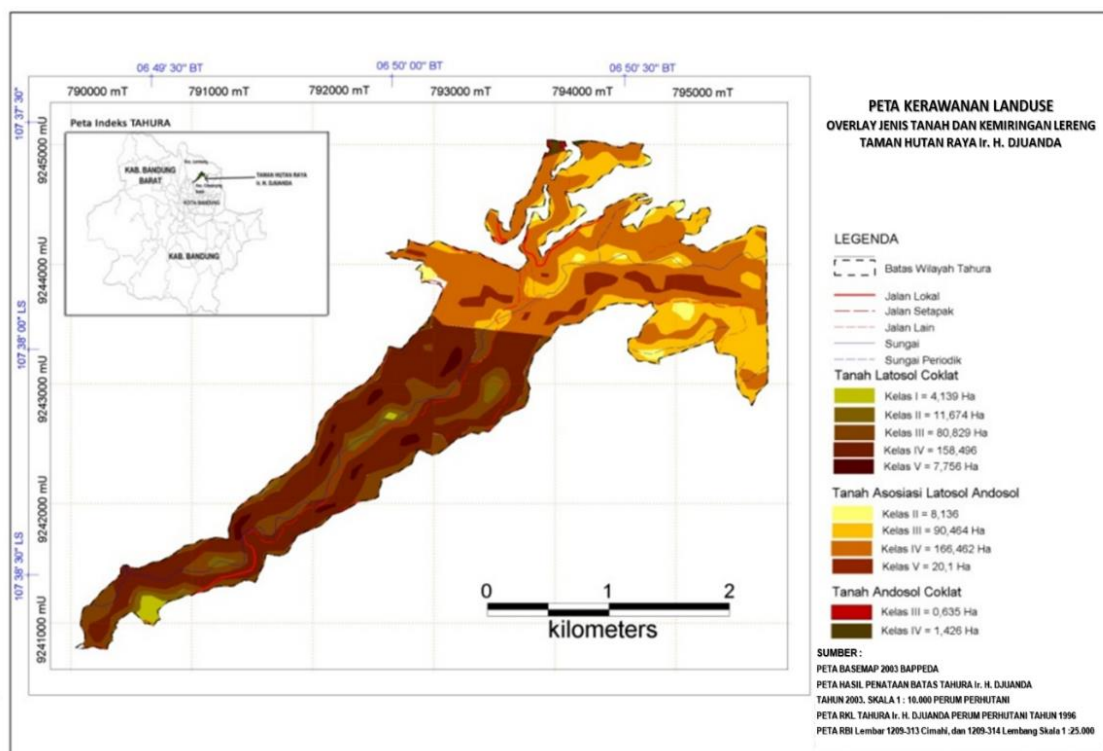 PETA KERAWANAN LANDUSE
OVERLAY JENIS TANAH DAN KEMIRINGAN LERENG
TAMAN HUTAN RAYA Ir. H. DJUANDA
06 49' 30" BT
06 50' 00" BT
06 50' 30" BT
790000 mT
791000 mT
792000 mT
793000 mT
794000 mT
795000 mT
107 37' 30"
107 38' 00" LS
107 38' 30" LS
9245000 mU
9244000 mU
9243000 mU
9242000 mU
9241000 mU
Peta Indeks TAHURA
KAB. BANDUNG
BARAT
TAMAN HUTAN RAYA
Ir. H. DJUANDA
KOTA BANDUNG
KAB. BANDUNG
0 1 2
kilometers
LEGENDA
Batas Wilayah Tahura
Jalan Lokal
Jalan Setapak
Jalan Lain
Sungai
Sungai Periodik
Tanah Latosol Coklat
Kelas I = 4,139 Ha
Kelas II = 11,674 Ha
Kelas III = 80,829 Ha
Kelas IV = 158,496
Kelas V = 7,756 Ha
Tanah Asosiasi Latosol Andosol
Kelas II = 8,136
Kelas III = 90,464 Ha
Kelas IV = 166,462 Ha
Kelas V = 20,1 Ha
Tanah Andosol Coklat
Kelas III = 0,635 Ha
Kelas IV = 1,426 Ha
SUMBER :
PETA BASEMAP 2003 BAPPEDA
PETA HASIL PENATAAN BATAS TAHURA Ir. H. DJUANDA
TAHUN 2003. SKALA 1 : 10.000 PERUM PERHUTANI
PETA RKL TAHURA Ir. H. DJUANDA PERUM PERHUTANI TAHUN 1996
PETA RBI Lembar 1209-313 Cimahi, dan 1209-314 Lembang Skala 1 :25.000